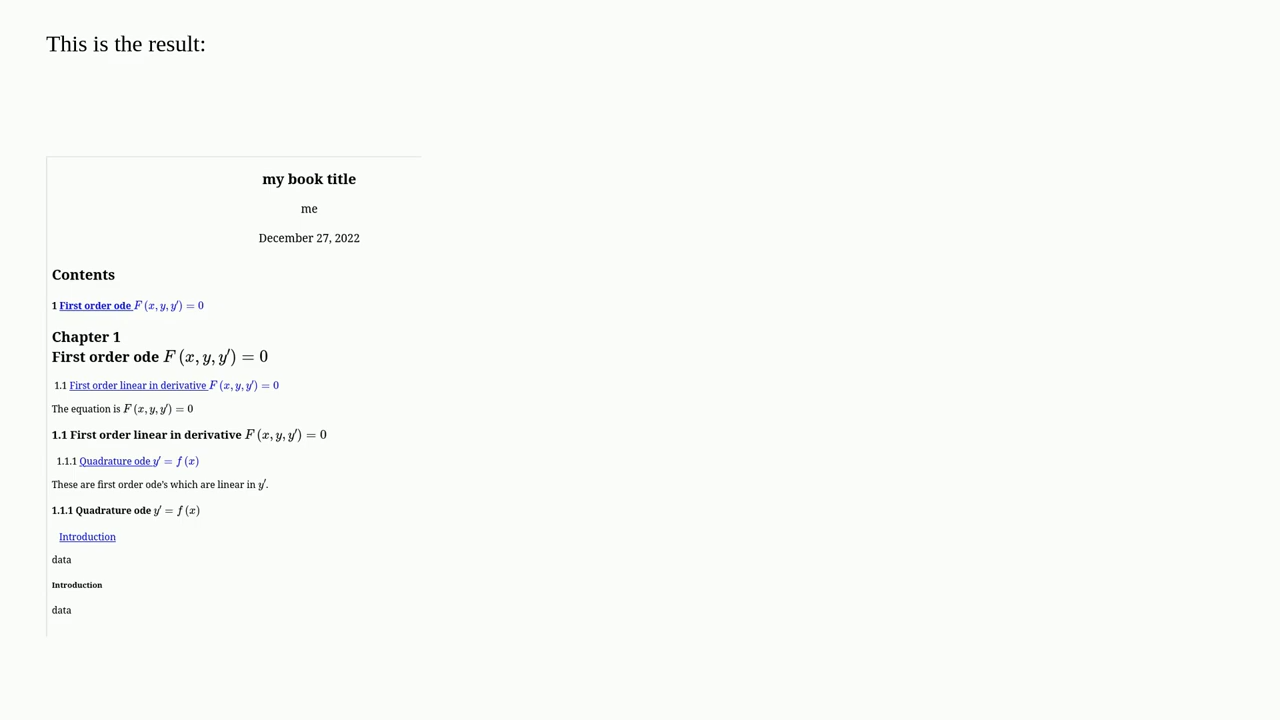 This is the result:
my book title
me
December 27, 2022
Contents
1 First order ode F (x, y, y′) = 0
Chapter 1
First order ode F (x, y, y′) = 0
1.1 First order linear in derivative F (x, y, y′) = 0
The equation is F (x, y, y′) = 0
1.1 First order linear in derivative F (x, y, y′) = 0
1.1.1 Quadrature ode y′ = f (x)
These are first order ode's which are linear in y′.
1.1.1 Quadrature ode y′ = f (x)
Introduction
data
Introduction
data